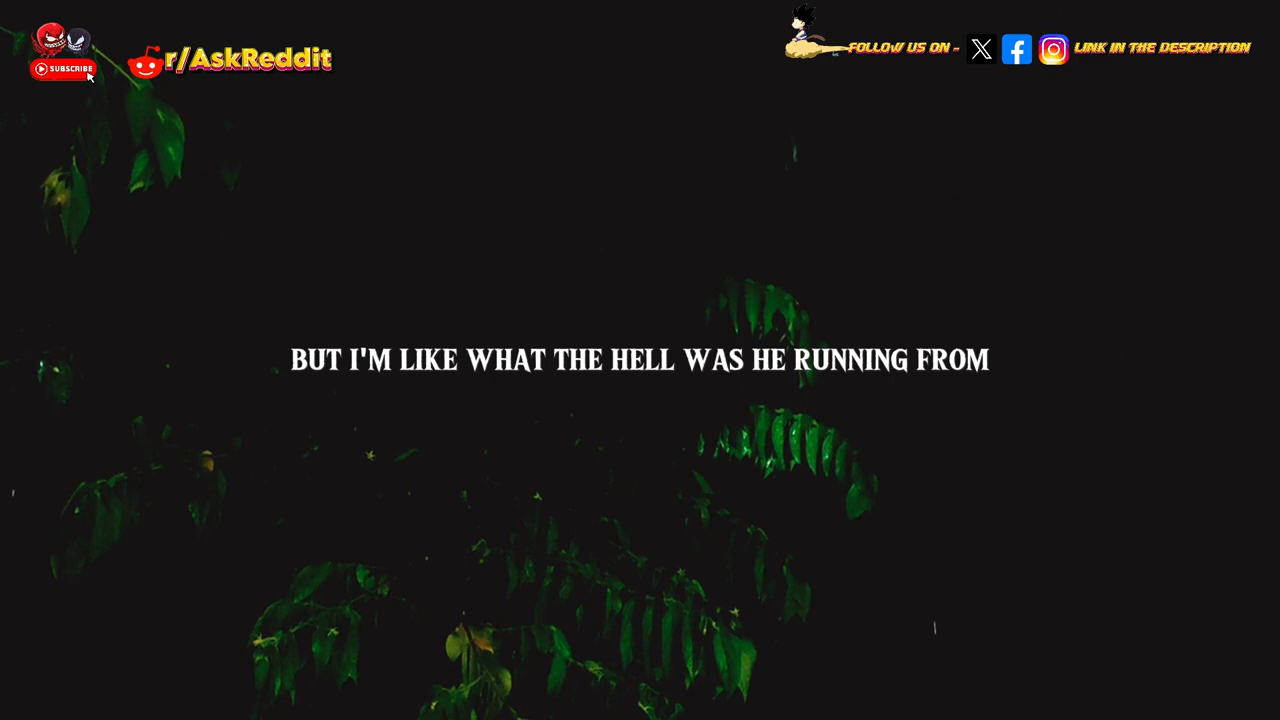 SUBSCRIBE
r/AskReddit
FOLLOW US ON -
LINK IN THE DESCRIPTION
BUT I'M LIKE WHAT THE HELL WAS HE RUNNING FROM